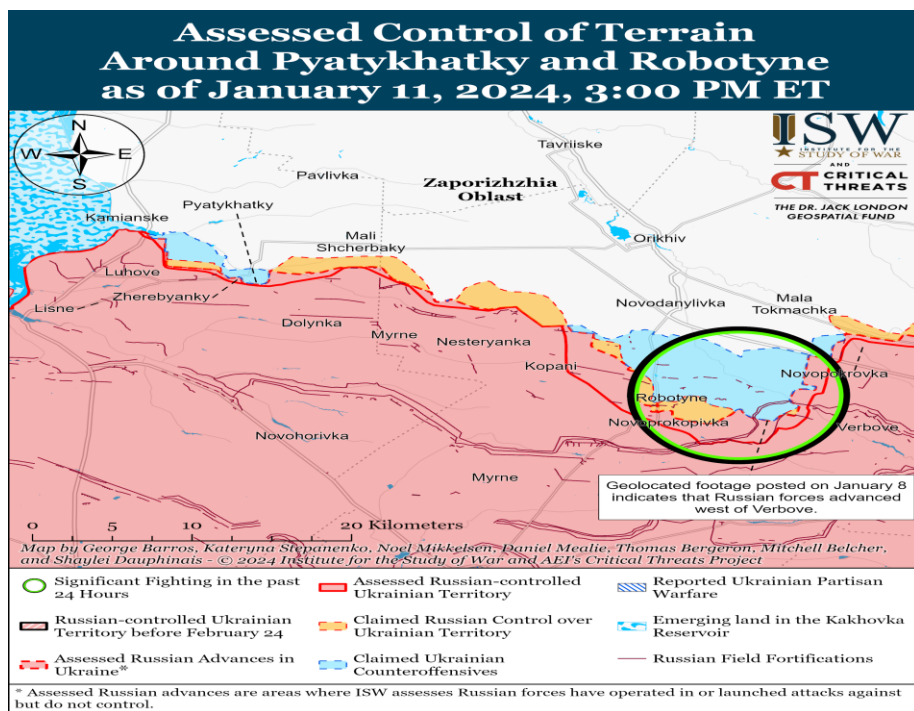 Assessed Control of Terrain
Around Pyatykhatky and Robotyne
as of January 11, 2024, 3:00 PM ET
N
W
E
S
ISW
INSTITUTE FOR THE
STUDY OF WAR
AND
CT CRITICAL
THREATS
THE DR. JACK LONDON
GEOSPATIAL FUND
Tavriiske
Pavlivka
Zaporizhzhia
Oblast
Pyatykhatky
Kamianske
Mali
Shcherbaky
Orikhiv
Luhove
Zherebyanky
Lisne
Novodanylivka
Mala
Tokmachka
Dolynka
Myrne
Nesteryanka
Kopani
Novopokrovka
Robotyne
Novoprokopivka
Verbove
Novohorivka
Myrne
Geolocated footage posted on January 8
indicates that Russian forces advanced
west of Verbove.
0
5
10
20 Kilometers
Map by George Barros, Kateryna Stepanenko, Noel Mikkelsen, Daniel Mealie, Thomas Bergeron, Mitchell Belcher,
and Shaylei Dauphinais - © 2024 Institute for the Study of War and AEI's Critical Threats Project
Significant Fighting in the past
24 Hours
Assessed Russian-controlled
Ukrainian Territory
Reported Ukrainian Partisan
Warfare
Russian-controlled Ukrainian
Territory before February 24
Claimed Russian Control over
Ukrainian Territory
Emerging land in the Kakhovka
Reservoir
Assessed Russian Advances in
Ukraine*
Claimed Ukrainian
Counteroffensives
Russian Field Fortifications
* Assessed Russian advances are areas where ISW assesses Russian forces have operated in or launched attacks against
but do not control.